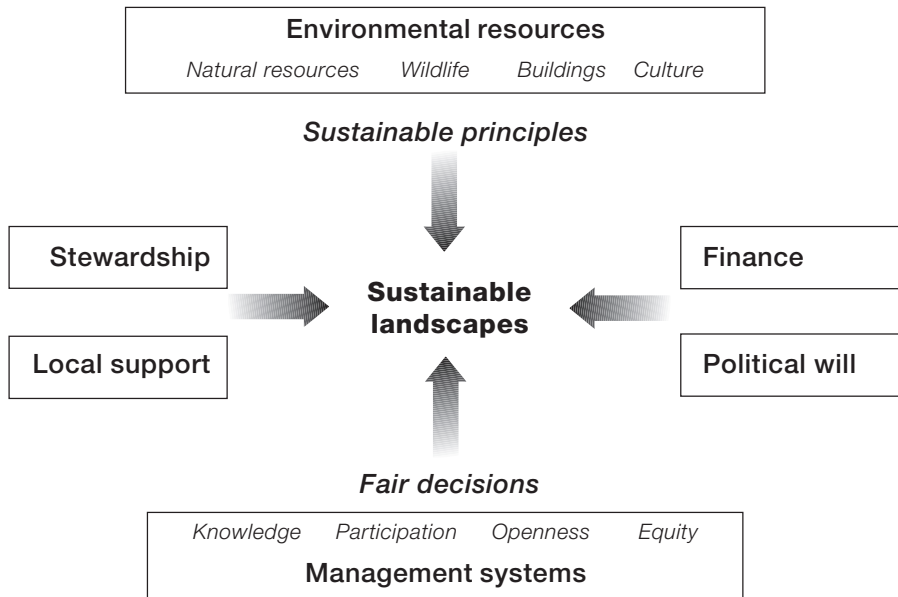 Environmental resources
Natural resources Wildlife Buildings Culture
Sustainable principles
Stewardship
Finance
Sustainable
landscapes
Local support
Political will
Fair decisions
Knowledge Participation Openness Equity
Management systems